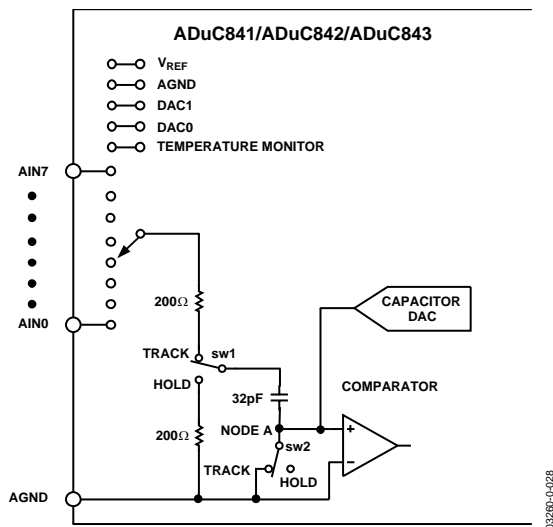 ADuC841/ADuC842/ADuC843
VREF
AGND
DAC1
DAC0
TEMPERATURE MONITOR
AIN7
AIN0
200Ω
TRACK
sw1
HOLD
32pF
200Ω
NODE A
sw2
TRACK
HOLD
CAPACITOR
DAC
COMPARATOR
+
–
AGND
03260-0-028